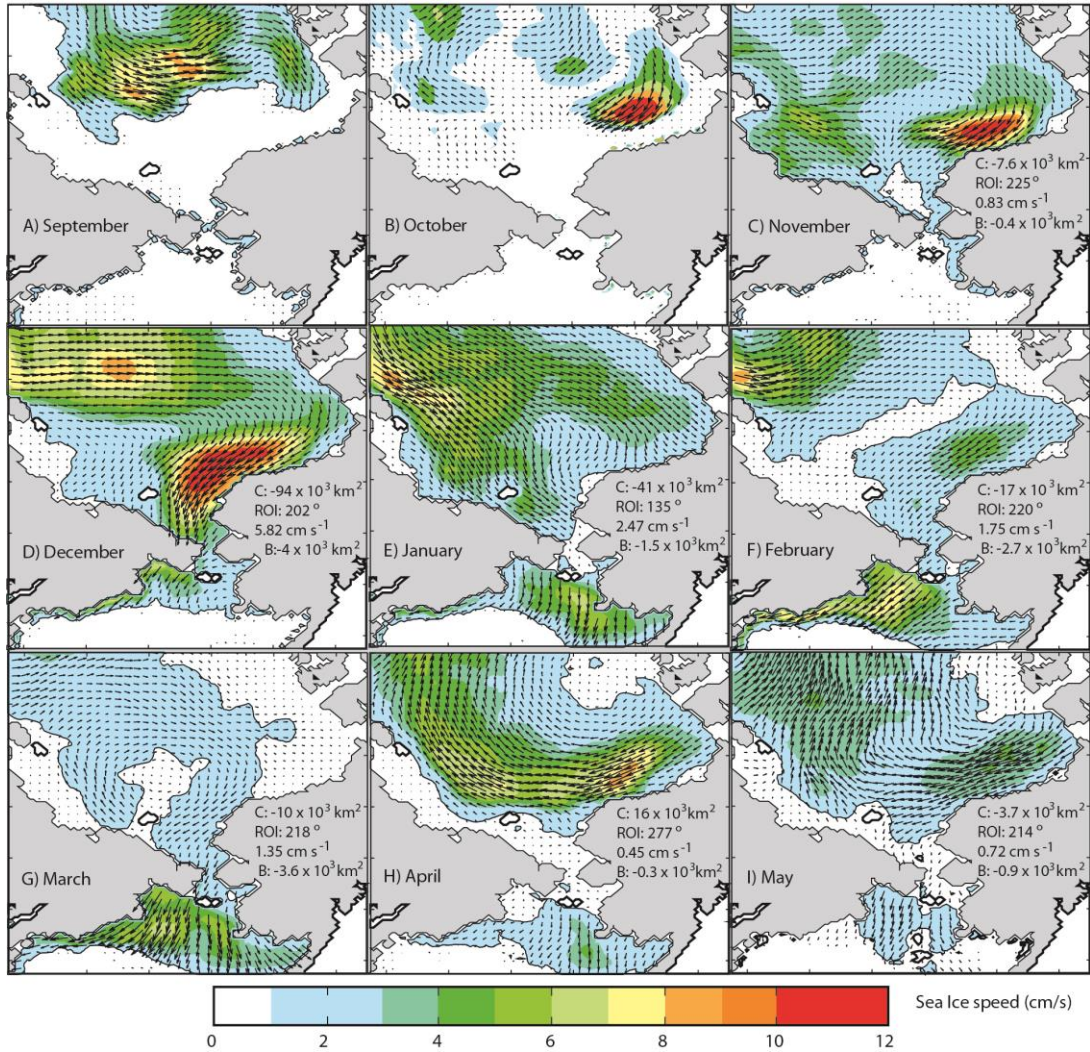 A) September
B) October
C: -7.6 x 10³ km²
ROI: 225 °
0.83 cm s⁻¹
C) November
B: -0.4 x 10³km²
C: -94 x 10³ km²
ROI: 202 °
5.82 cm s⁻¹
D) December
B:-4 x 10³ km²
C: -41 x 10³ km²
ROI: 135 °
2.47 cm s⁻¹
E) January
B: -1.5 x 10³km²
C: -17 x 10³ km²
ROI: 220 °
1.75 cm s⁻¹
F) February
B: -2.7 x 10³km²
C: -10 x 10³ km²
ROI: 218 °
1.35 cm s⁻¹
G) March
B: -3.6 x 10³km²
C: 16 x 10³km²
ROI: 277 °
0.45 cm s⁻¹
H) April
B: -0.3 x 10³km²
C: -3.7 x 10³ km²
ROI: 214 °
0.72 cm s⁻¹
I) May
B: -0.9 x 10³km²
Sea Ice speed (cm/s)
0 2 4 6 8 10 12